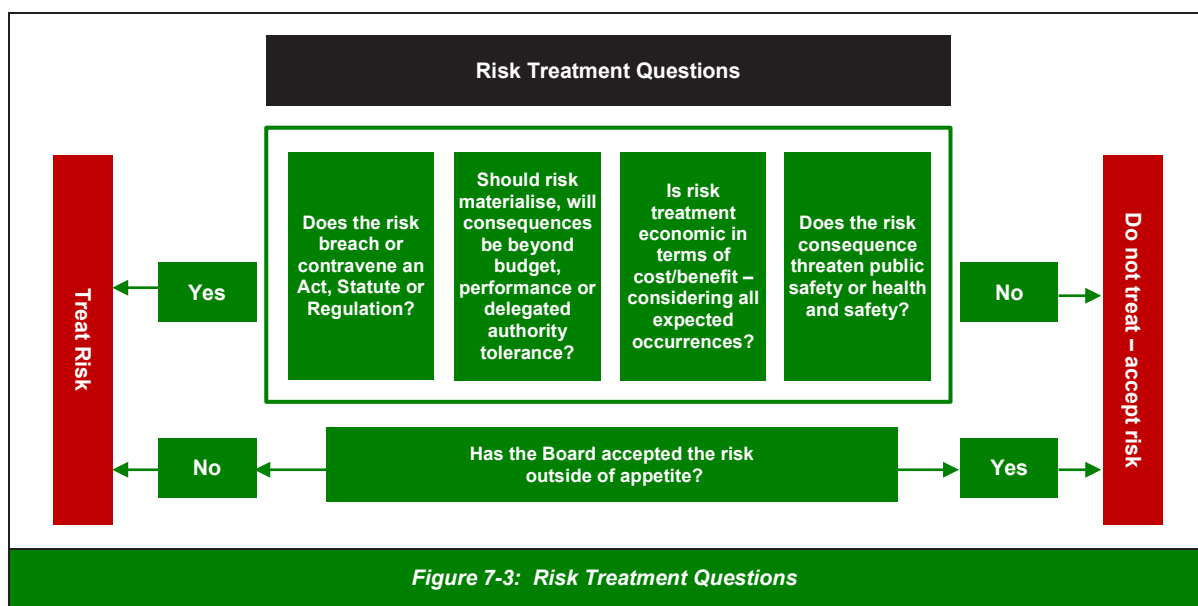 Risk Treatment Questions
Treat Risk
Yes
Does the risk
breach or
contravene an
Act, Statute or
Regulation?
Should risk
materialise, will
consequences
be beyond
budget,
performance or
delegated
authority
tolerance?
Is risk
treatment
economic in
terms of
cost/benefit –
considering all
expected
occurrences?
Does the risk
consequence
threaten public
safety or health
and safety?
No
Do not treat – accept risk
No
Has the Board accepted the risk
outside of appetite?
Yes
Figure 7-3: Risk Treatment Questions